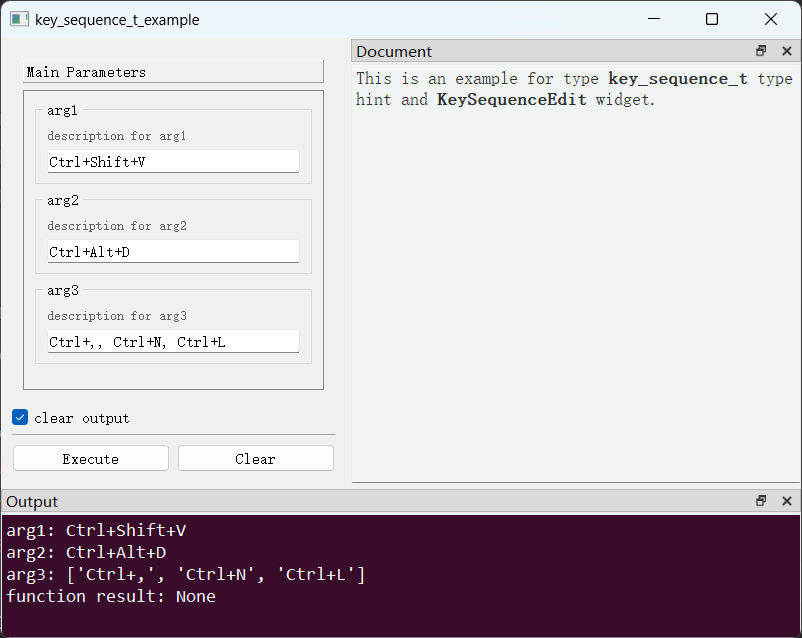 key_sequence_t_example
Main Parameters
arg1
description for arg1
Ctrl+Shift+V
arg2
description for arg2
Ctrl+Alt+D
arg3
description for arg3
Ctrl+,, Ctrl+N, Ctrl+L
clear output
Execute
Clear
Document
This is an example for type key_sequence_t type
hint and KeySequenceEdit widget.
Output
arg1: Ctrl+Shift+V
arg2: Ctrl+Alt+D
arg3: ['Ctrl+,', 'Ctrl+N', 'Ctrl+L']
function result: None